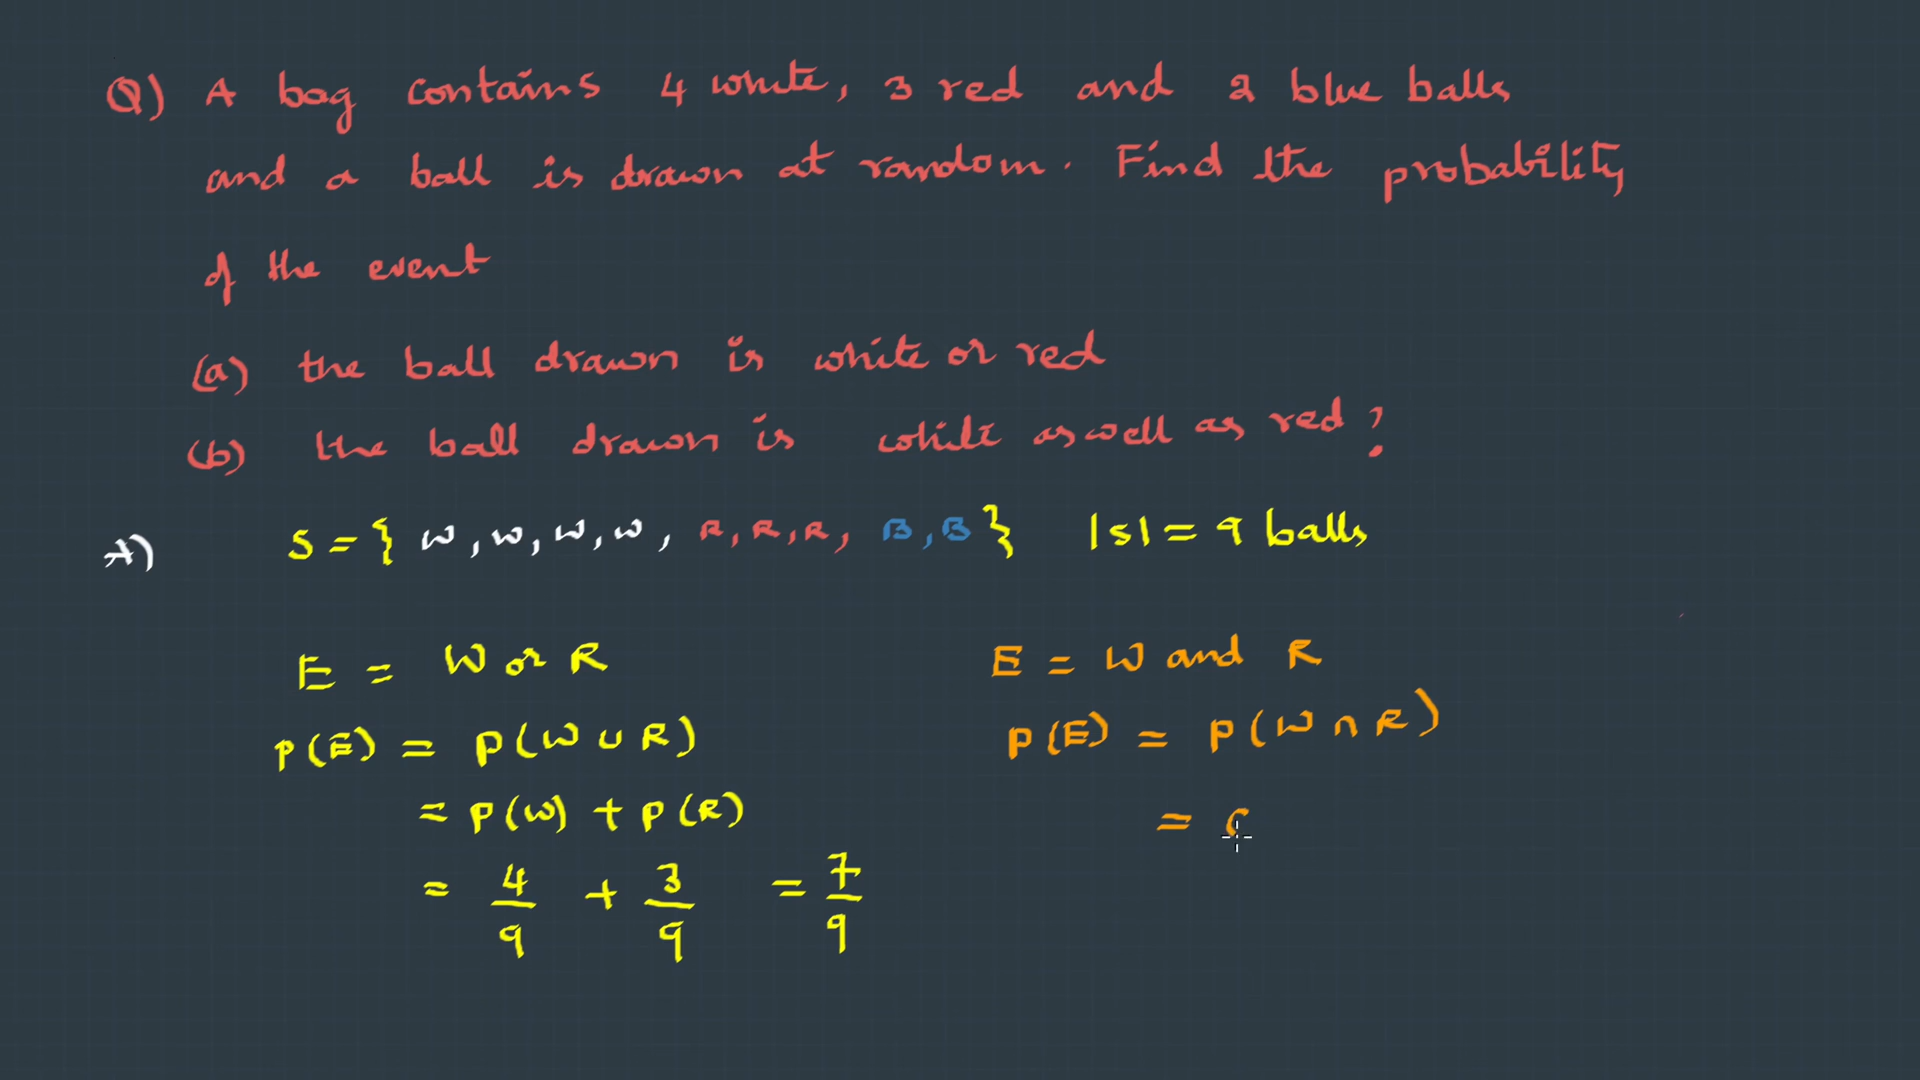 Q) A bag contains 4 white, 3 red and 2 blue balls
and a ball is drawn at random. Find the probability
of the event
(a) the ball drawn is white or red
(b) the ball drawn is white as well as red ?
A) S = { W, W, W, W, R, R, R, B, B } |S| = 9 balls
E = W or R
P(E) = P(W ∪ R)
= P(W) + P(R)
= 4/9 + 3/9 = 7/9
E = W and R
P(E) = P(W ∩ R)
=